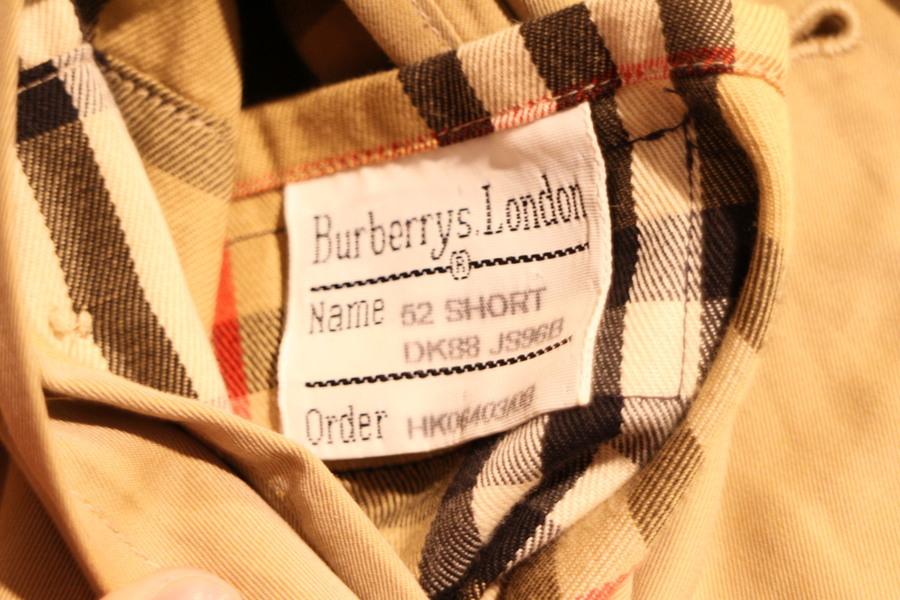 Burberrys. London
®
Name 52 SHORT
DK88 JS96B
Order